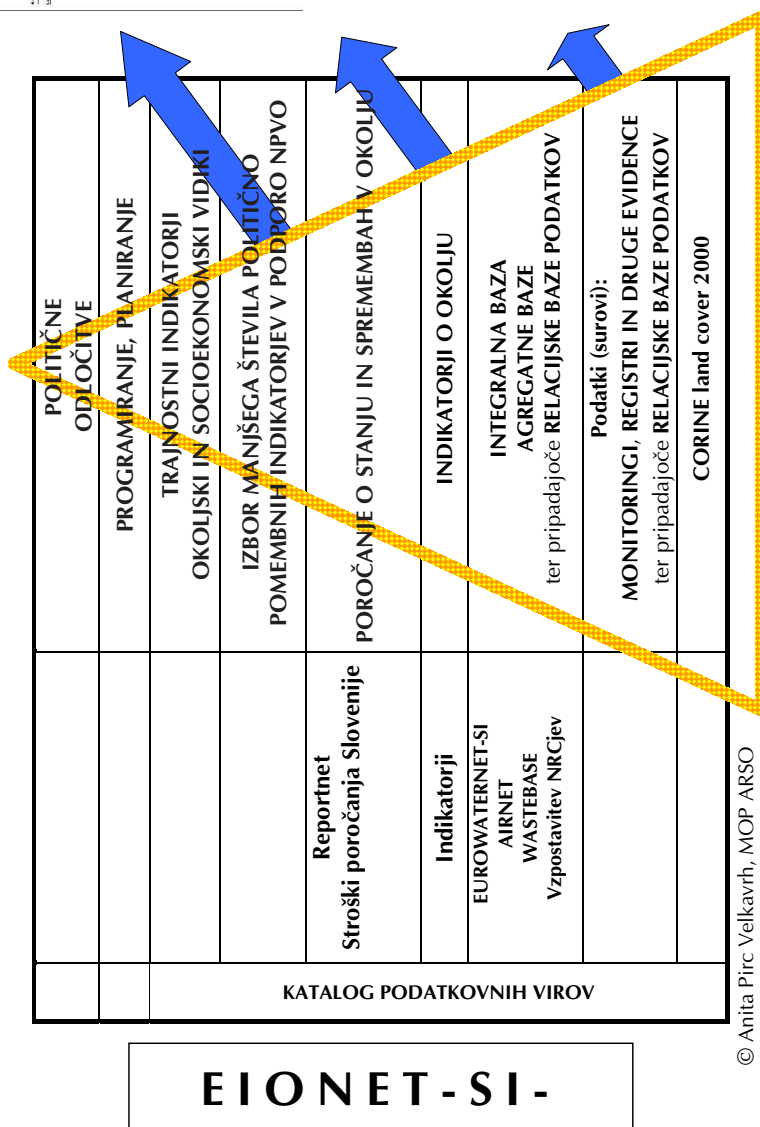 EIONET-SI-
POLITIČNE
ODLOČITVE
PROGRAMIRANJE, PLANIRANJE
TRAJNOSTNI INDIKATORJI
OKOLJSKI IN SOCIOEKONOMSKI VIDIKI
IZBOR MANJŠEGA ŠTEVILA POLITIČNO
POMEMBNIH INDIKATORJEV V PODPORO NPVO
Reportnet
Stroški poročanja Slovenije
POROČANJE O STANJU IN SPREMEMBAH V OKOLJU
Indikatorji
INDIKATORJI O OKOLJU
EUROWATERNET-SI
AIRNET
WASTEBASE
Vzpostavitev NRCjev
INTEGRALNA BAZA
AGREGATNE BAZE
ter pripadajoče RELACIJSKE BAZE PODATKOV
Podatki (surovi):
MONITORINGI, REGISTRI IN DRUGE EVIDENCE
ter pripadajoče RELACIJSKE BAZE PODATKOV
CORINE land cover 2000
KATALOG PODATKOVNIH VIROV
© Anita Pirc Velkavrh, MOP ARSO